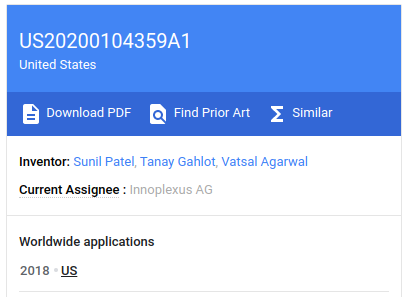 US20200104359A1
United States
Download PDF Find Prior Art Similar
Inventor: Sunil Patel, Tanay Gahlot, Vatsal Agarwal
Current Assignee : Innoplexus AG
Worldwide applications
2018 US